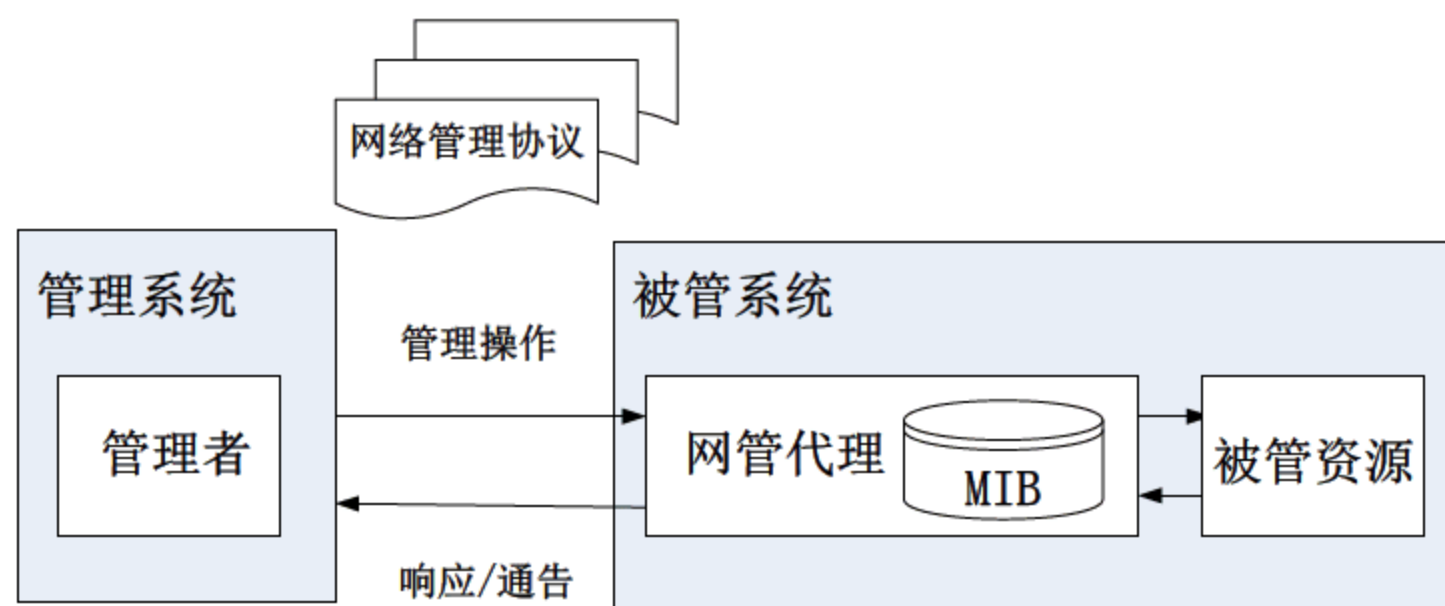 网络管理协议
管理系统
被管系统
管理操作
管理者
网管代理
MIB
被管资源
响应/通告